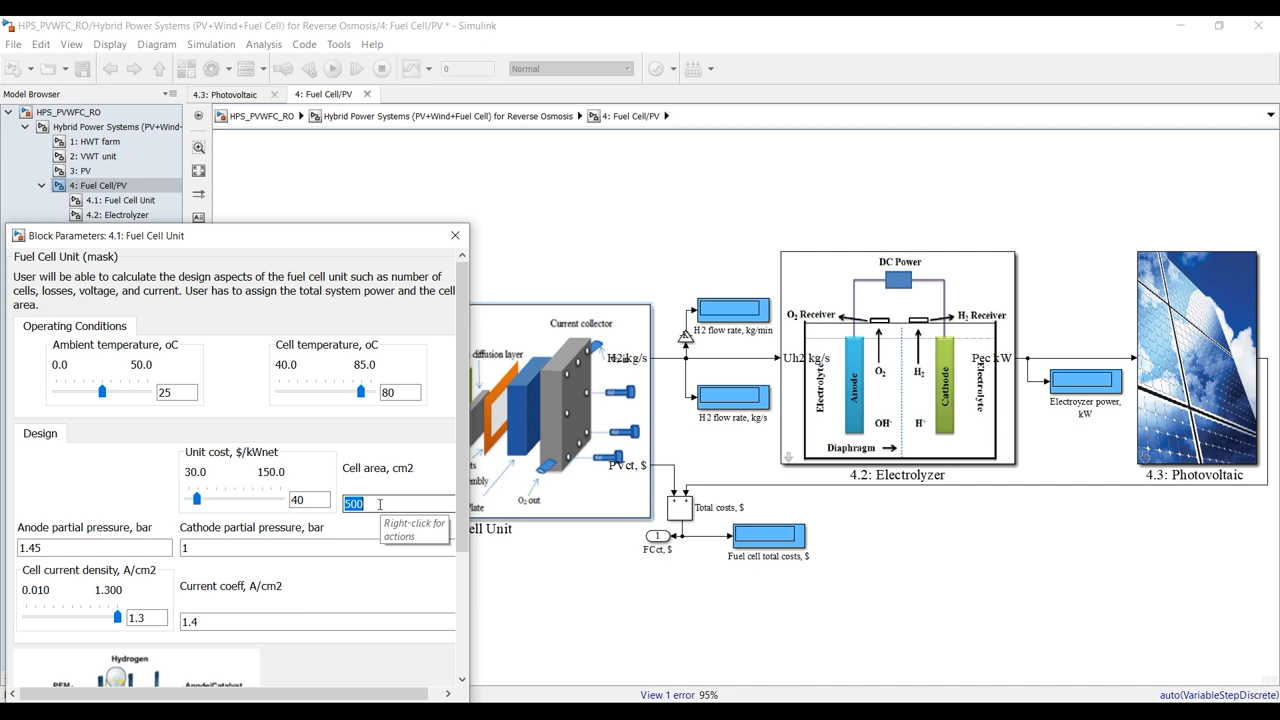 HPS_PVWFC_RO/Hybrid Power Systems (PV+Wind+Fuel Cell) for Reverse Osmosis/4: Fuel Cell/PV * - Simulink
File Edit View Display Diagram Simulation Analysis Code Tools Help
0
Normal
Model Browser
4.3: Photovoltaic
4: Fuel Cell/PV
HPS_PVWFC_RO
Hybrid Power Systems (PV+Wind+Fuel Cell) for Reverse Osmosis
4: Fuel Cell/PV
HPS_PVWFC_RO
Hybrid Power Systems (PV+Wind-
1: HWT farm
2: VWT unit
3: PV
4: Fuel Cell/PV
4.1: Fuel Cell Unit
4.2: Electrolyzer
Block Parameters: 4.1: Fuel Cell Unit
Fuel Cell Unit (mask)
User will be able to calculate the design aspects of the fuel cell unit such as number of
cells, losses, voltage, and current. User has to assign the total system power and the cell
area.
Operating Conditions
Ambient temperature, oC
0.0 50.0
25
Cell temperature, oC
40.0 85.0
80
Design
Unit cost, $/kWnet
30.0 150.0
40
Cell area, cm2
500
Right-click for
actions
Anode partial pressure, bar
1.45
Cathode partial pressure, bar
1
Cell current density, A/cm2
0.010 1.300
1.3
Current coeff, A/cm2
1.4
Hydrogen
PEM-
Anode/Catalyst
Current collector
diffusion layer
O₂ out
ell Unit
H2 kg/s
PVct, $
H2 flow rate, kg/min
H2 flow rate, kg/s
Total costs, $
1
FCct, $
Fuel cell total costs, $
Uh2 kg/s
DC Power
O₂ Receiver
H₂ Receiver
Electrolyte
Anode
O₂
OH⁻
H₂
H⁺
Cathode
Electrolyte
Diaphragm
Pec kW
4.2: Electrolyzer
Electroyzer power,
kW
4.3: Photovoltaic
View 1 error 95%
auto(VariableStepDiscrete)